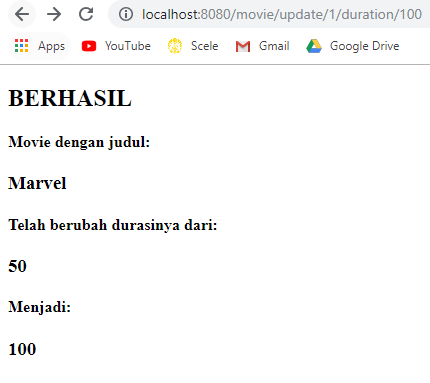 localhost:8080/movie/update/1/duration/100
Apps YouTube Scele Gmail Google Drive
BERHASIL
Movie dengan judul:
Marvel
Telah berubah durasinya dari:
50
Menjadi:
100